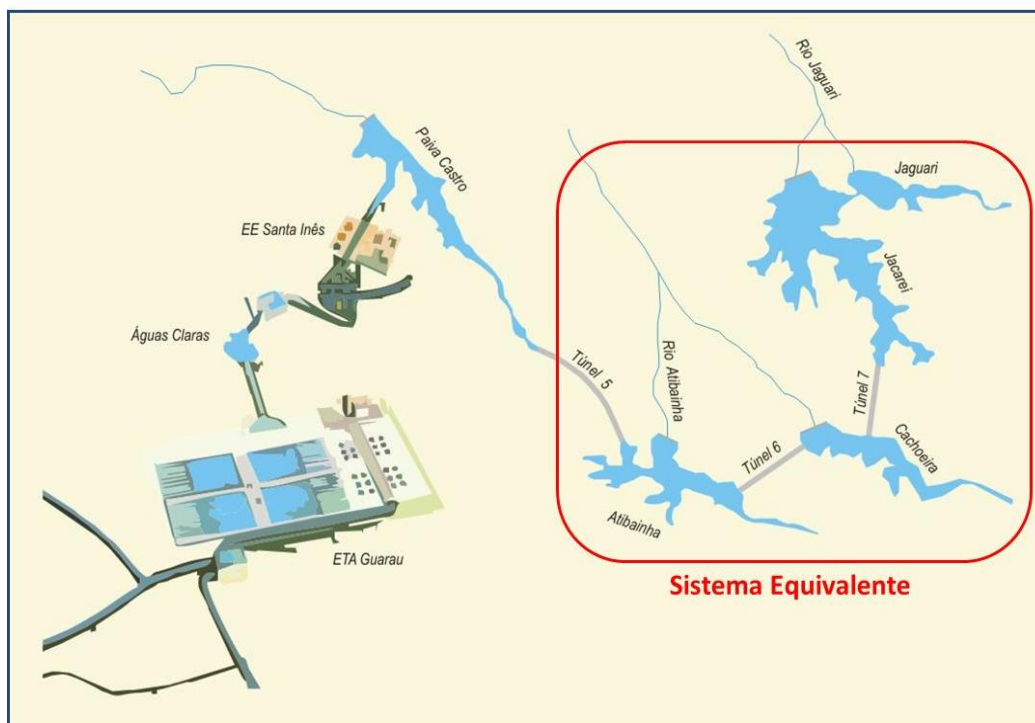 Rio Jaguari
Paiva Castro
Jaguari
EE Santa Inês
Jacareí
Águas Claras
Túnel 5
Rio Atibainha
Túnel 7
Túnel 6
Cachoeira
Atibainha
ETA Guarau
Sistema Equivalente